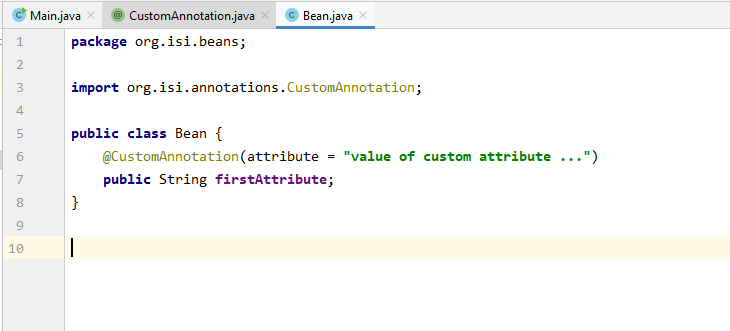 Main.java CustomAnnotation.java Bean.java
1 package org.isi.beans;
2
3 import org.isi.annotations.CustomAnnotation;
4
5 public class Bean {
6 @CustomAnnotation(attribute = "value of custom attribute ...")
7 public String firstAttribute;
8 }
9
10